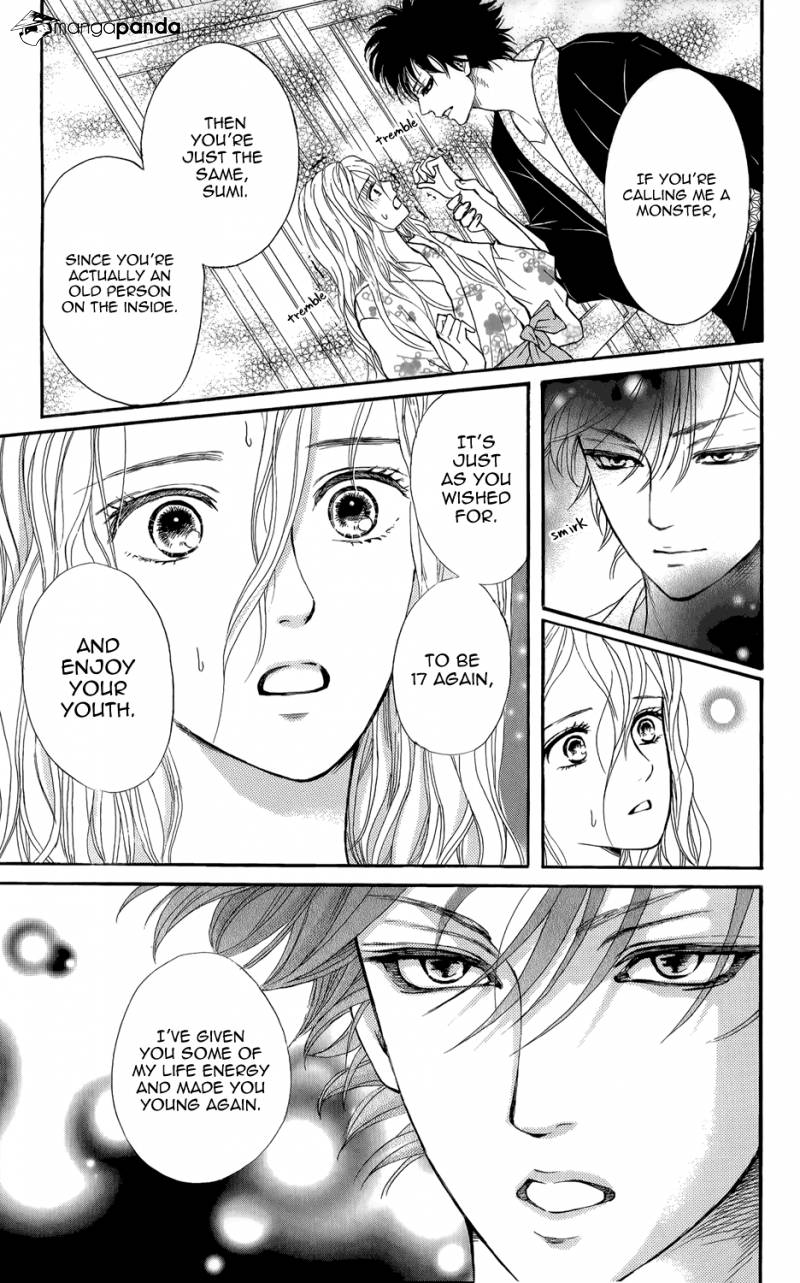 mangapanda
IF YOU'RE
CALLING ME A
MONSTER,
THEN
YOU'RE
JUST THE
SAME,
SUMI.
SINCE YOU'RE
ACTUALLY AN
OLD PERSON
ON THE INSIDE.
tremble
tremble
smirk
IT'S
JUST
AS YOU
WISHED
FOR.
TO BE
17 AGAIN,
AND
ENJOY
YOUR
YOUTH.
I'VE GIVEN
YOU SOME OF
MY LIFE ENERGY
AND MADE YOU
YOUNG AGAIN.